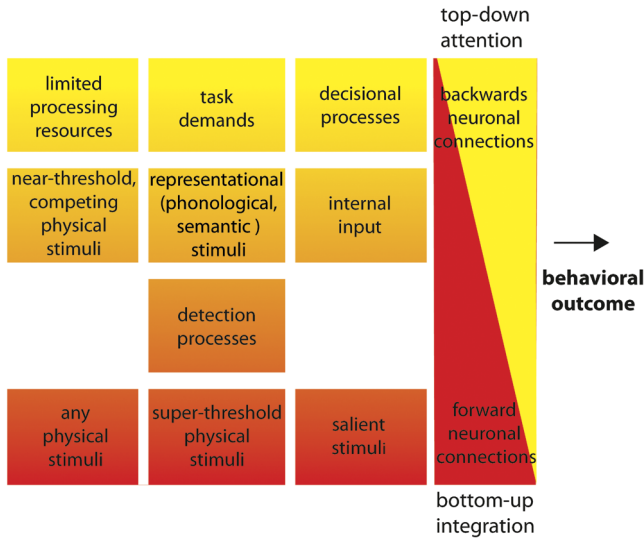 top-down
attention
limited
processing
resources
task
demands
decisional
processes
backwards
neuronal
connections
near-threshold,
competing
physical
stimuli
representational
(phonological,
semantic )
stimuli
internal
input
behavioral
outcome
detection
processes
any
physical
stimuli
super-threshold
physical
stimuli
salient
stimuli
forward
neuronal
connections
bottom-up
integration